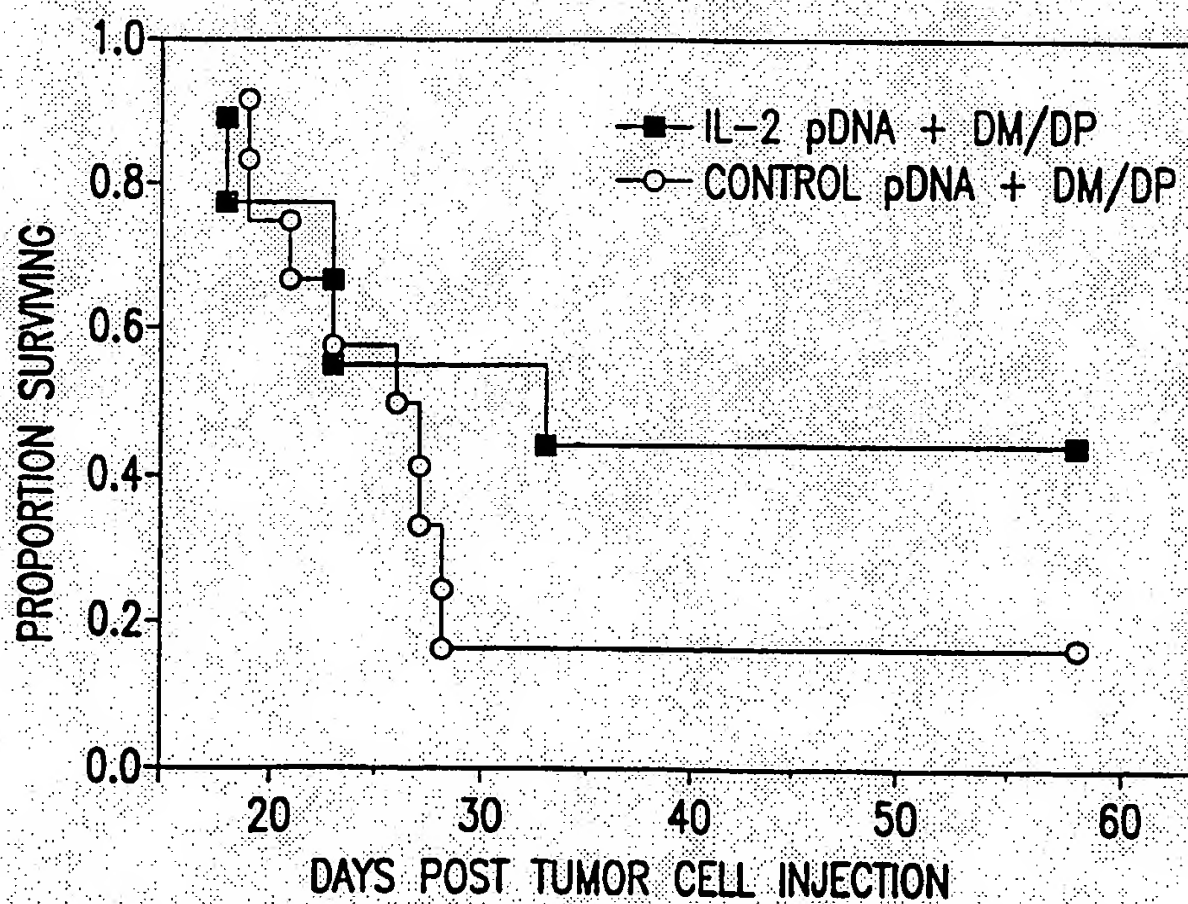 1.0
0.8
0.6
0.4
0.2
0.0
PROPORTION SURVIVING
IL-2 pDNA + DM/DP
CONTROL pDNA + DM/DP
20 30 40 50 60
DAYS POST TUMOR CELL INJECTION